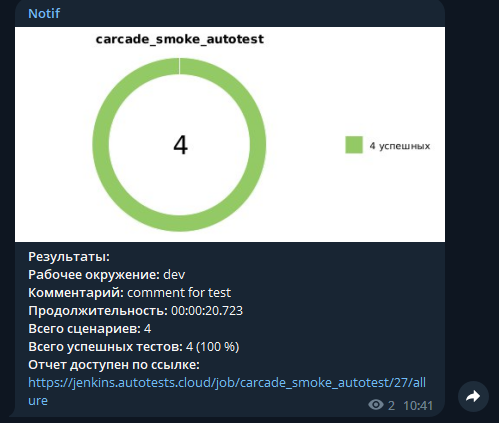 Notif
carcade_smoke_autotest
4
4 успешных
Результаты:
Рабочее окружение: dev
Комментарий: comment for test
Продолжительность: 00:00:20.723
Всего сценариев: 4
Всего успешных тестов: 4 (100 %)
Отчет доступен по ссылке:
https://jenkins.autotests.cloud/job/carcade_smoke_autotest/27/all
ure
2 10:41